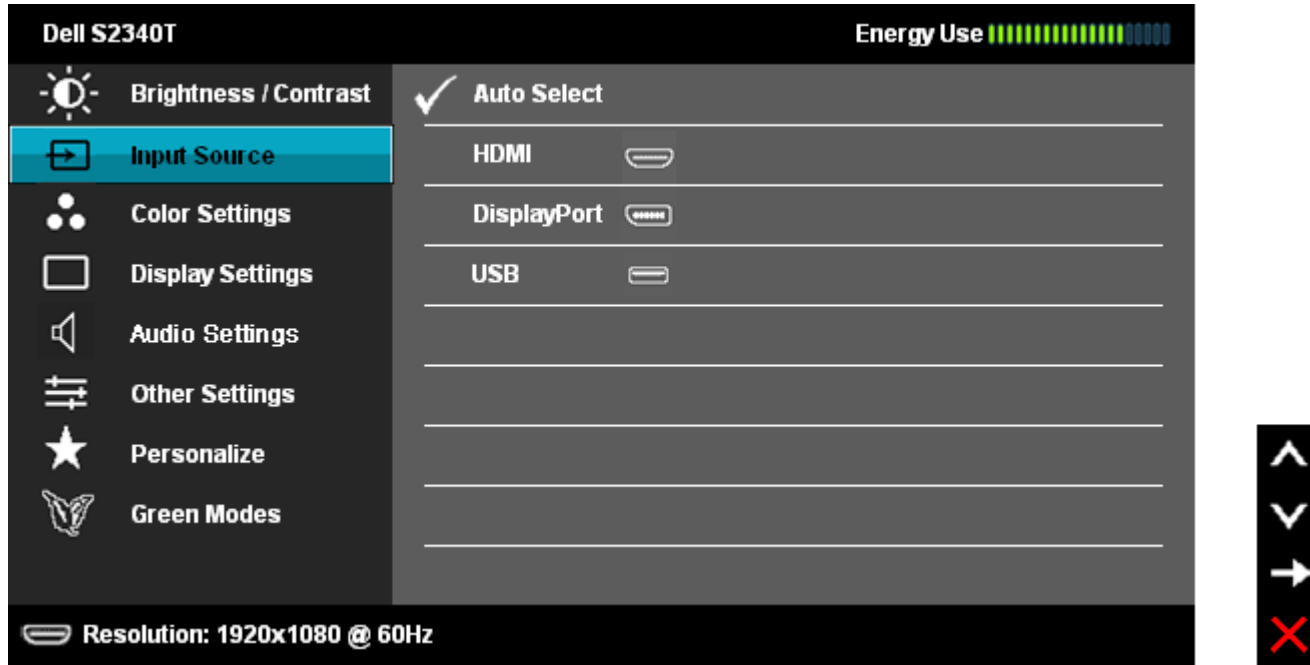 Dell S2340T
Energy Use
Brightness / Contrast
Auto Select
Input Source
HDMI
Color Settings
DisplayPort
Display Settings
USB
Audio Settings
Other Settings
Personalize
Green Modes
Resolution: 1920x1080 @ 60Hz